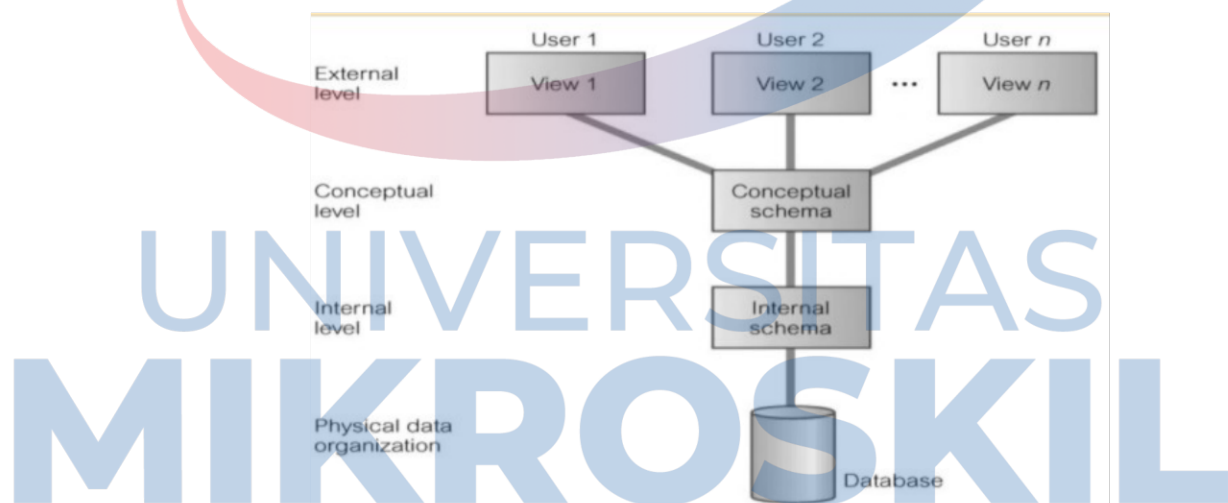 User 1 User 2 User n
External
level
View 1 View 2 ... View n
Conceptual
level
Conceptual
schema
UNIVERSITAS
Internal
level
Internal
schema
MIKROSKIL
Physical data
organization
Database